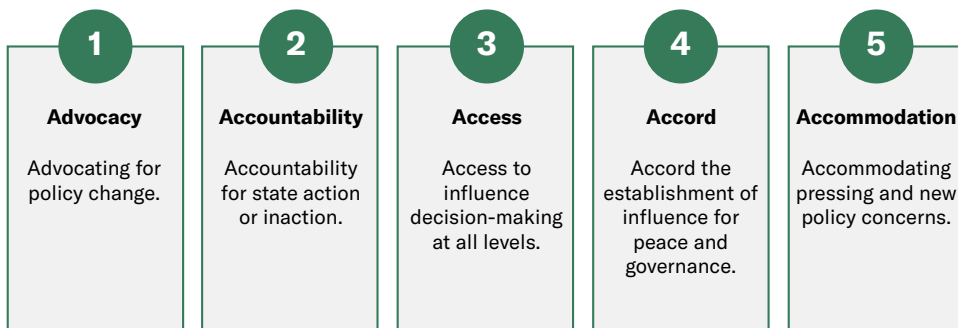 1
Advocacy
Advocating for
policy change.
2
Accountability
Accountability
for state action
or inaction.
3
Access
Access to
influence
decision-making
at all levels.
4
Accord
Accord the
establishment of
influence for
peace and
governance.
5
Accommodation
Accommodating
pressing and new
policy concerns.